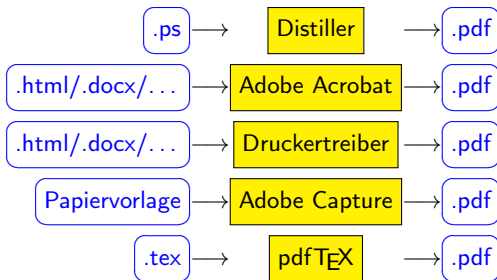 .ps → Distiller → .pdf
.html/.docx/... → Adobe Acrobat → .pdf
.html/.docx/... → Druckertreiber → .pdf
Papiervorlage → Adobe Capture → .pdf
.tex → pdfTEX → .pdf